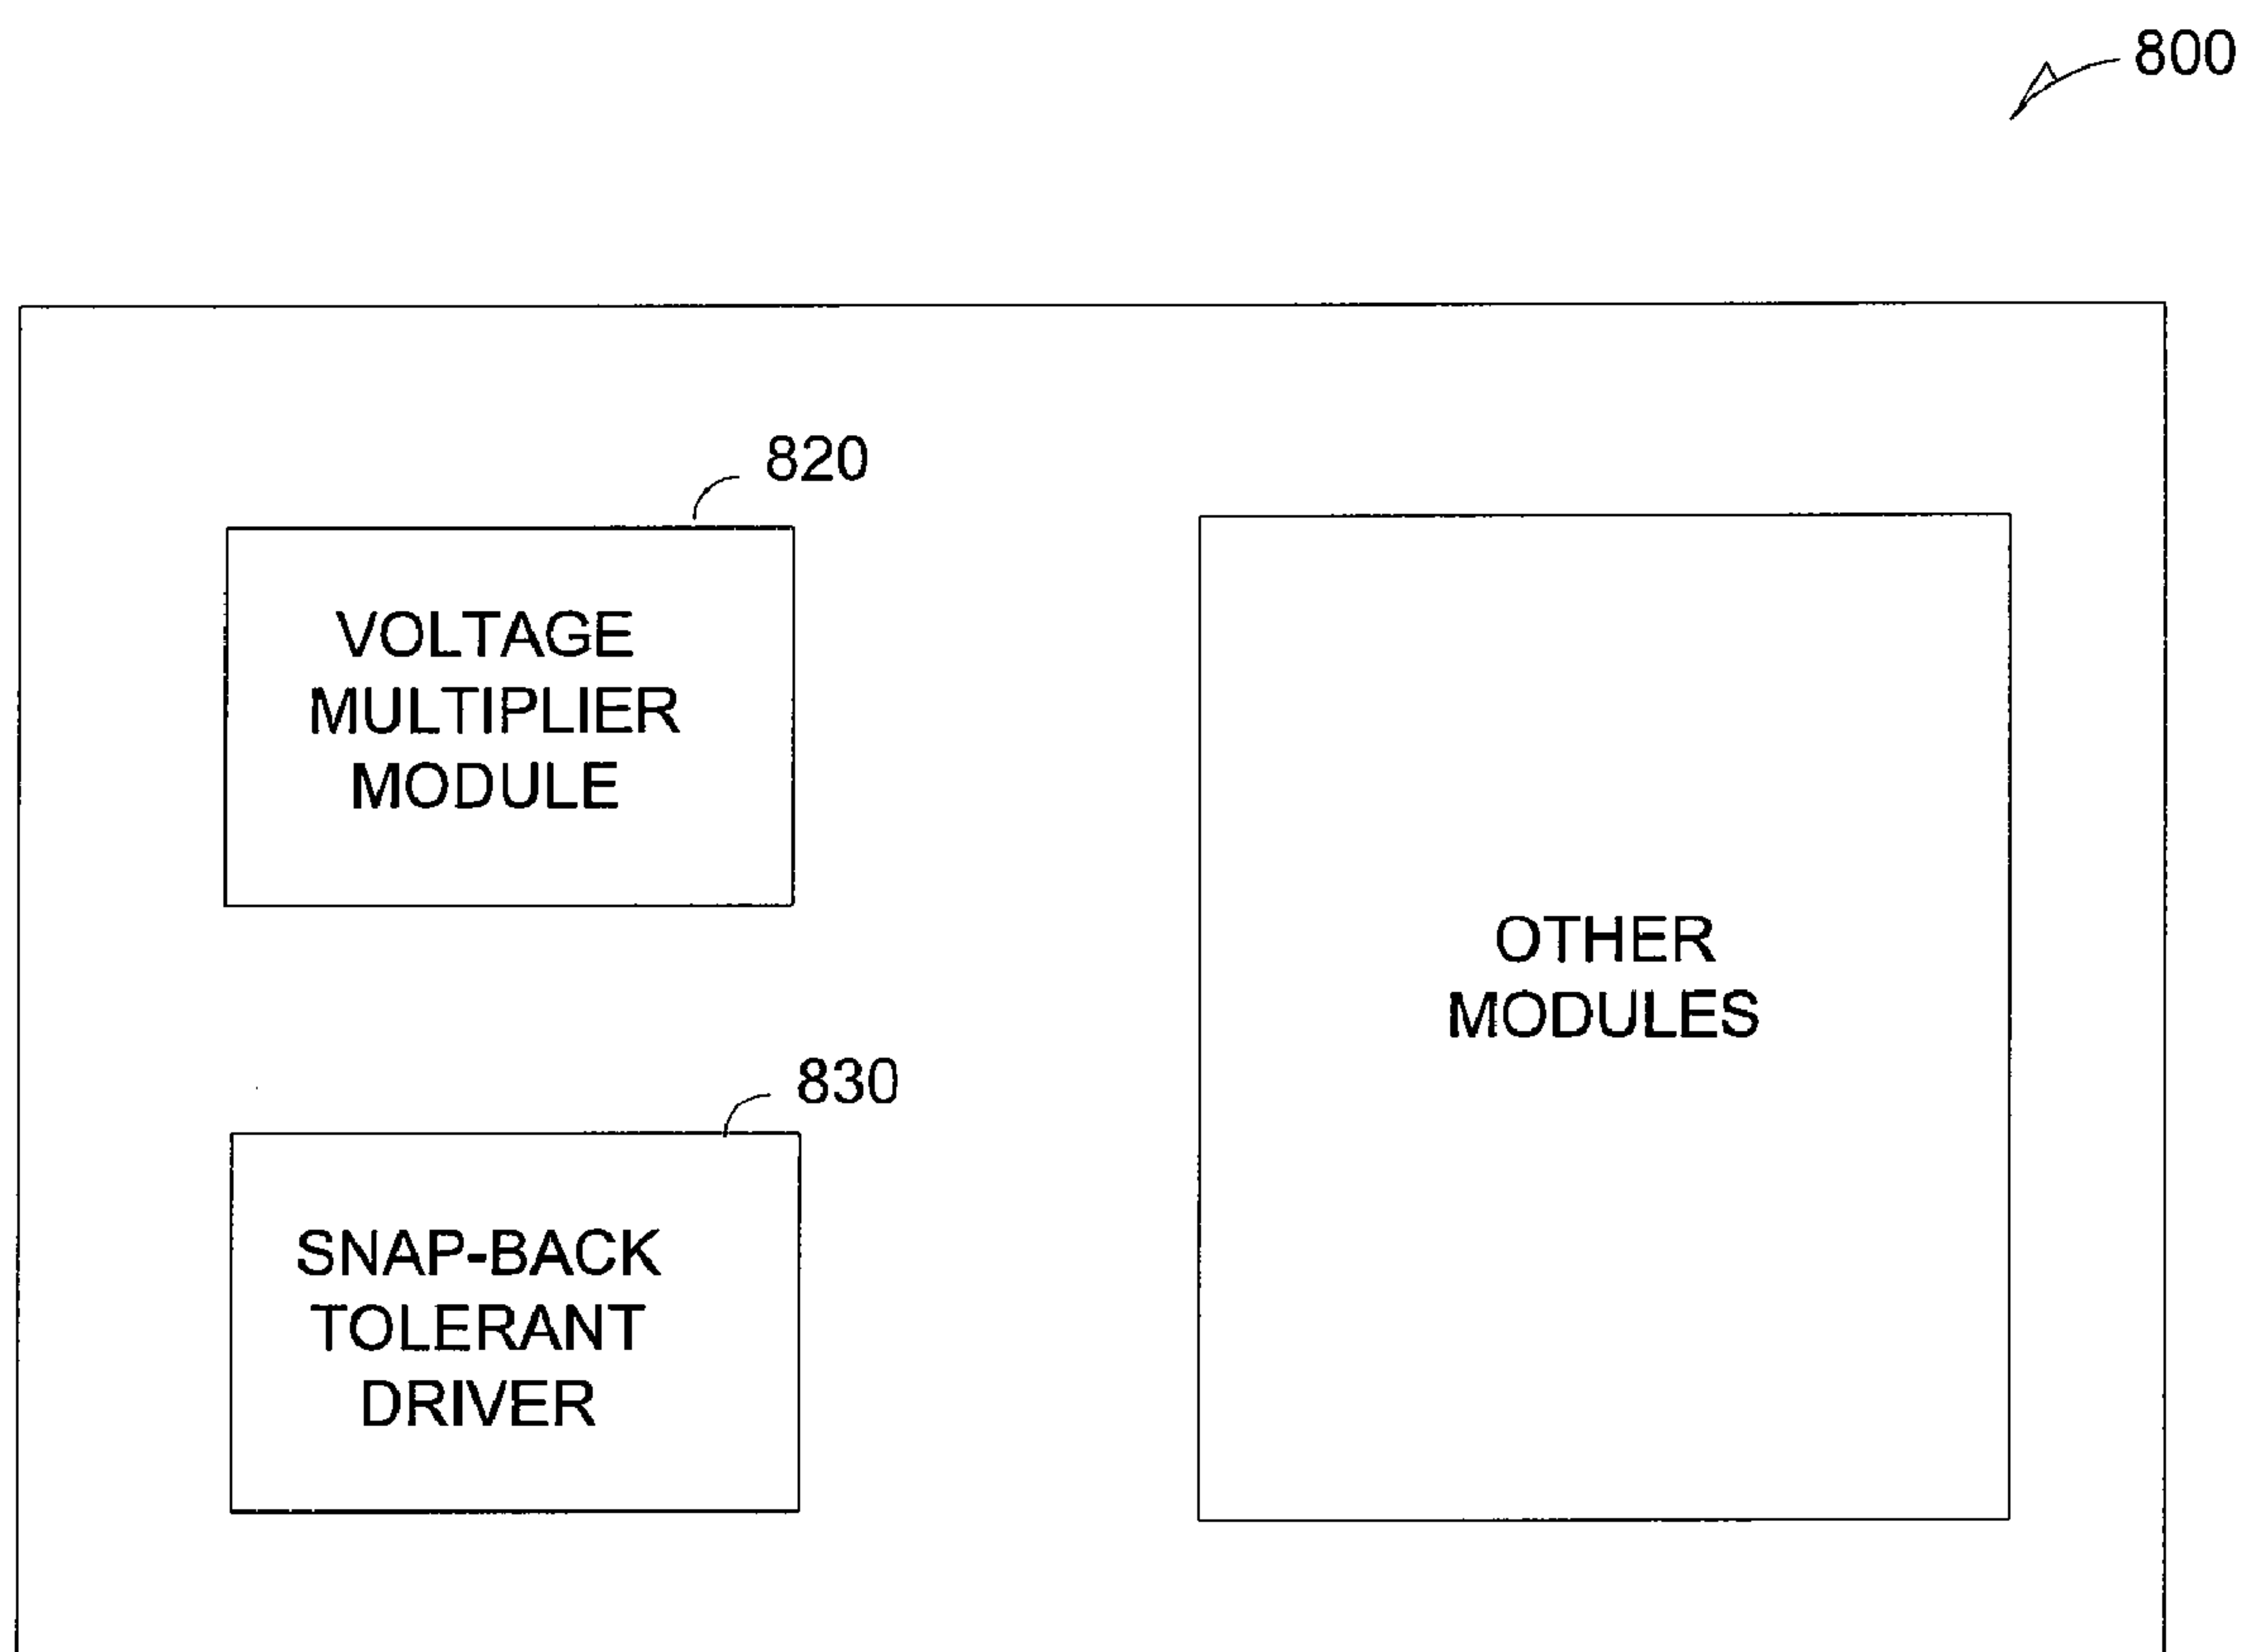 800
820
VOLTAGE
MULTIPLIER
MODULE
OTHER
MODULES
830
SNAP-BACK
TOLERANT
DRIVER